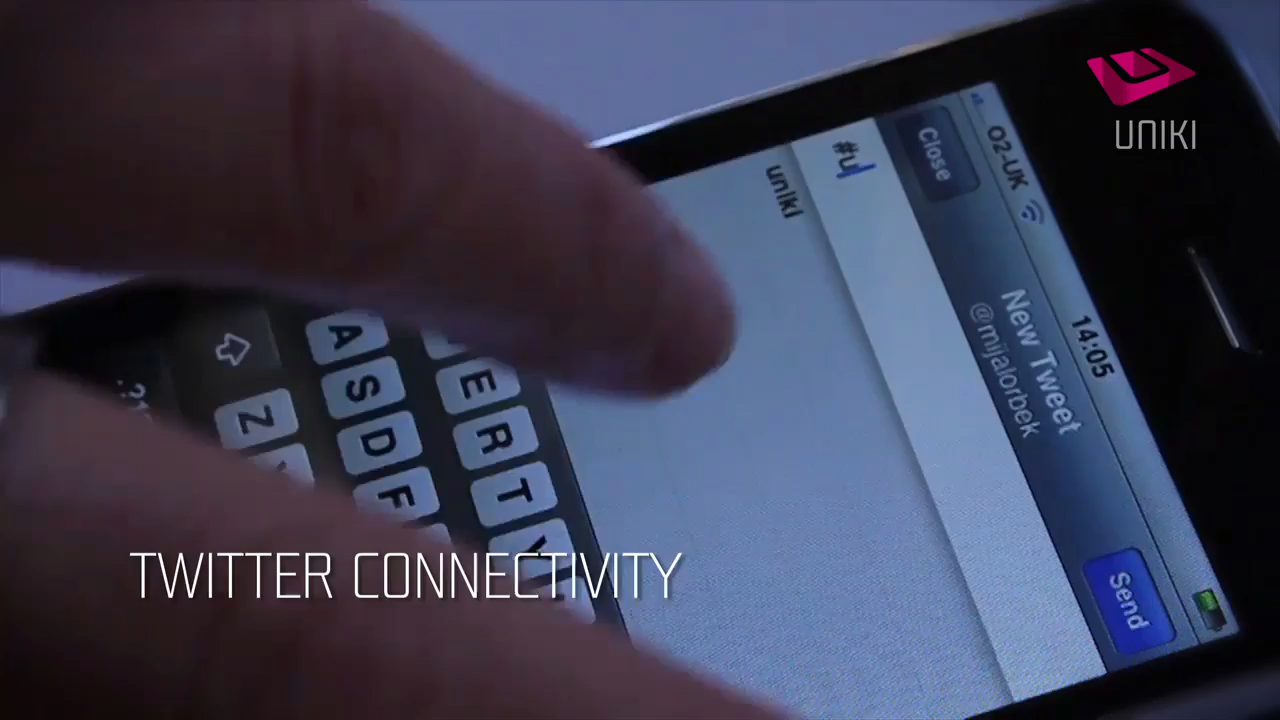 UNIKI
O2-UK
14:05
Close
New Tweet
@mijalorbek
Send
#u
uniki
E R T Y
A S D F
Z
TWITTER CONNECTIVITY